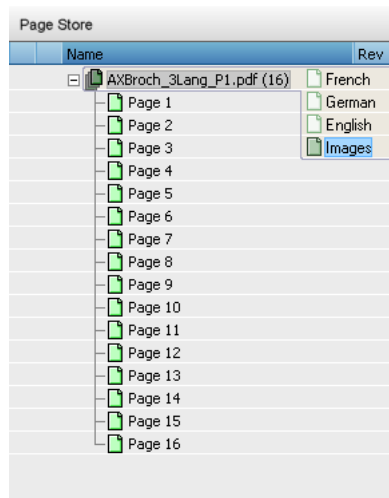 Page Store
Name Rev
AXBroch_3Lang_P1.pdf (16) French
Page 1 German
Page 2 English
Page 3 Images
Page 4
Page 5
Page 6
Page 7
Page 8
Page 9
Page 10
Page 11
Page 12
Page 13
Page 14
Page 15
Page 16